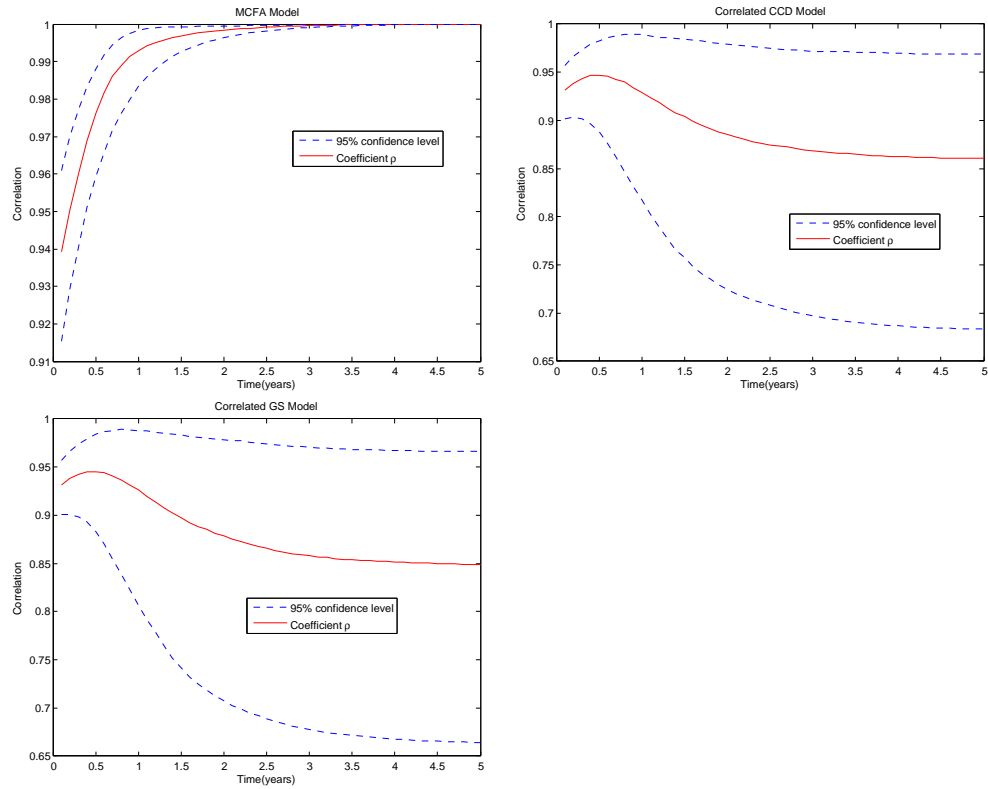 MCFA Model
1
0.99
0.98
0.97
0.96
0.95
0.94
0.93
0.92
0.91
Correlation
95% confidence level
Coefficient ρ
0.5 1 1.5 2 2.5 3 3.5 4 4.5 5
Time(years)
Correlated CCD Model
1
0.95
0.9
0.85
0.8
0.75
0.7
0.65
Correlation
95% confidence level
Coefficient ρ
0 0.5 1 1.5 2 2.5 3 3.5 4 4.5 5
Time(years)
Correlated GS Model
1
0.95
0.9
0.85
0.8
0.75
0.7
0.65
Correlation
95% confidence level
Coefficient ρ
0 0.5 1 1.5 2 2.5 3 3.5 4 4.5 5
Time(years)